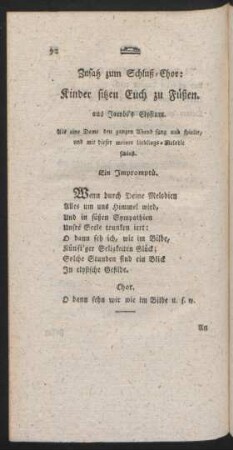 92
Zusatz zum Schluß-Chor:
Kinder sitzen Euch zu Füßen.
aus Jacobi's Elysium.
Als eine Dame den ganzen Abend sang und spielte,
und mit dieser meiner Lieblings-Melodie
schloß.
Ein Impromptü.
Wenn durch Deine Melodien
Alles um uns Himmel wird,
Und in süßen Sympathien
Unsre Seele trunken irrt:
O dann seh ich, wie im Bilde,
Künft'ger Seligkeiten Glück;
Solche Stunden sind ein Blick
In elysische Gefilde.
Chor.
O dann sehn wir wie im Bilde u. s. w.
An